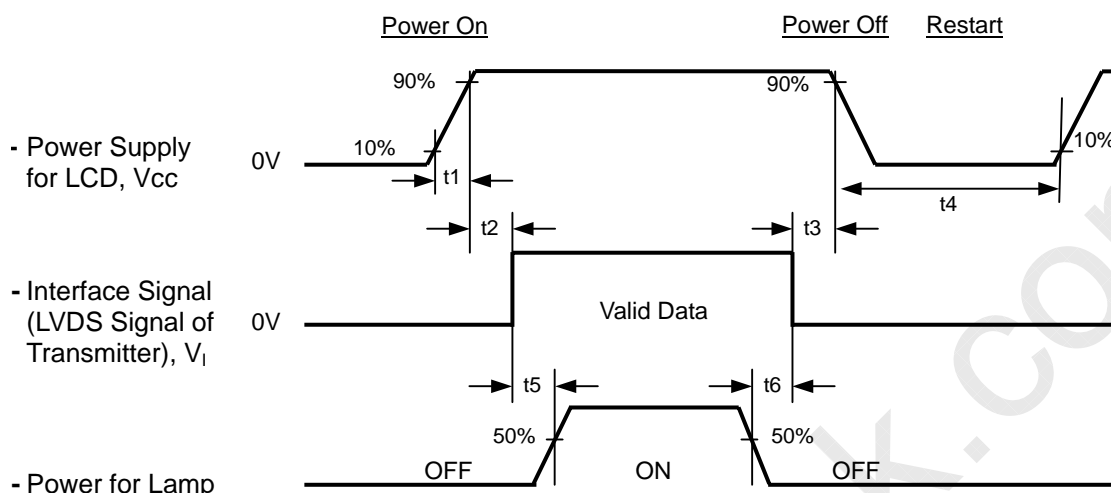 Power On
Power Off Restart
90%
90%
- Power Supply
for LCD, Vcc
0V
10%
10%
t1
t4
t2
t3
- Interface Signal
(LVDS Signal of
Transmitter), VI
0V
Valid Data
t5
t6
50%
50%
- Power for Lamp
OFF
ON
OFF
k.com